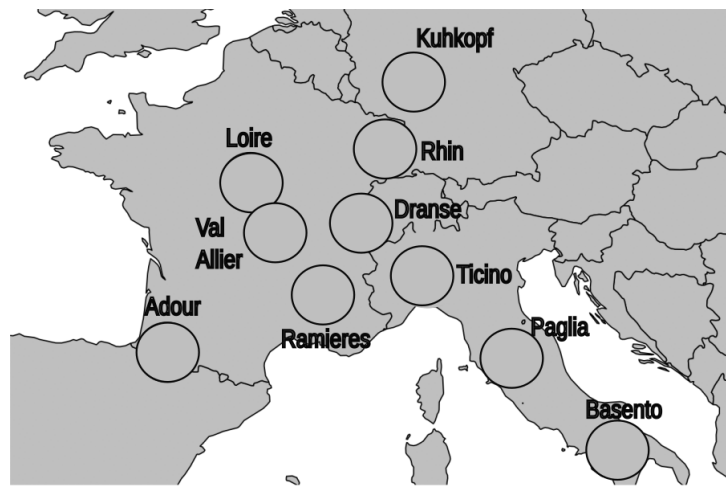 Kuhkopf
Loire
Rhin
Val
Allier
Dranse
Ticino
Adour
Ramieres
Paglia
Basento